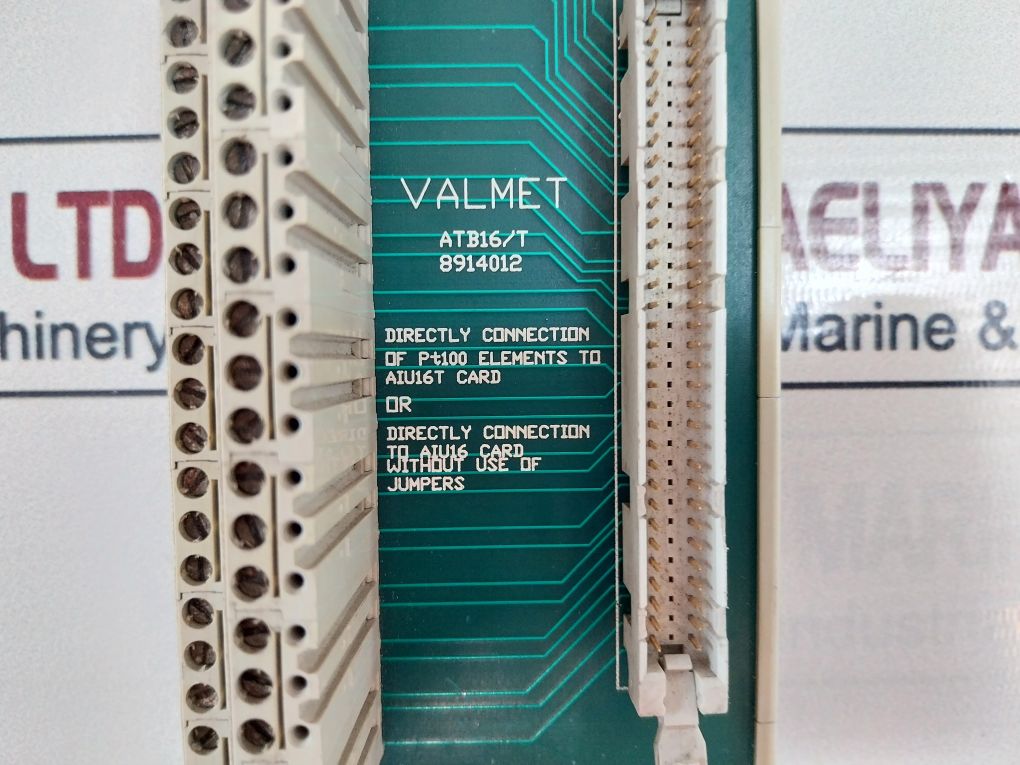 LTD
AELIYA
chinery
Marine &
VALMET
ATB16/T
8914012
DIRECTLY CONNECTION
OF Pt100 ELEMENTS TO
AIU16T CARD
OR
DIRECTLY CONNECTION
TO AIU16 CARD
WITHOUT USE OF
JUMPERS